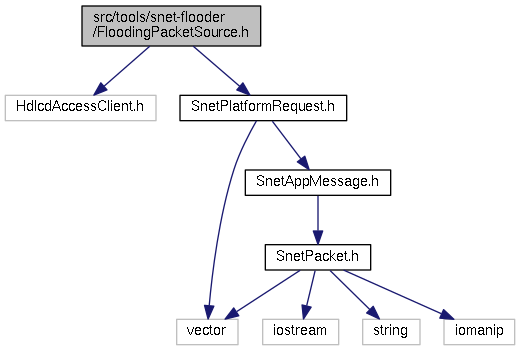 src/tools/snet-flooder
/FloodingPacketSource.h
HdlcdAccessClient.h
SnetPlatformRequest.h
SnetAppMessage.h
SnetPacket.h
vector
iostream
string
iomanip